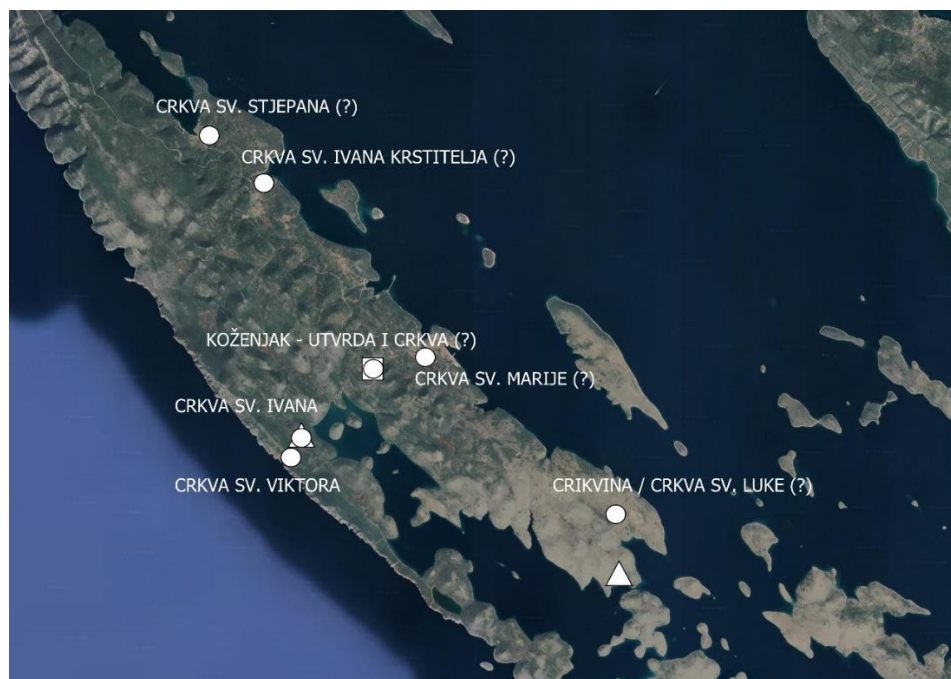 CRKVA SV. STJEPANA (?)
CRKVA SV. IVANA KRSTITELJA (?)
KOŽENJAK - UTVRDA I CRKVA (?)
CRKVA SV. MARIJE (?)
CRKVA SV. IVANA
CRKVA SV. VIKTORA
CRIKVINA / CRKVA SV. LUKE (?)